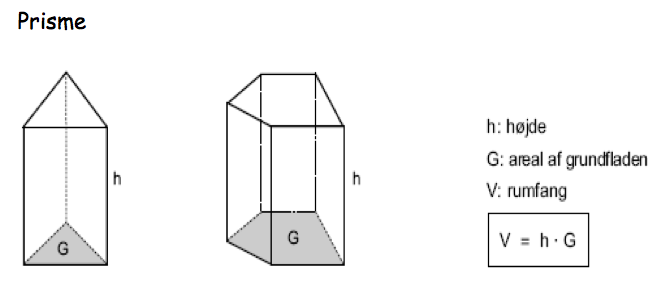 Prisme
h
G
h
G
h: højde
G: areal af grundfladen
V: rumfang
V = h · G